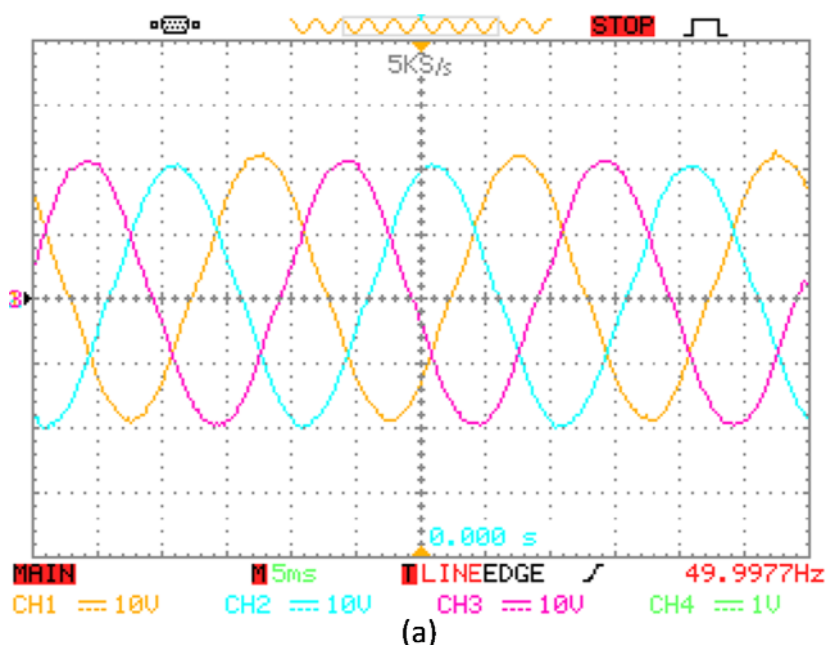 STOP
5KS/s
3
0.000 s
MAIN M 5ms T LINE EDGE 49.9977Hz
CH1 10V CH2 10V CH3 10V CH4 1V
(a)